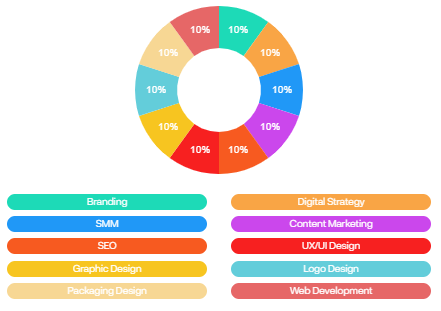 10% 10%
10% 10%
10% 10%
10% 10%
10% 10%
Branding Digital Strategy
SMM Content Marketing
SEO UX/UI Design
Graphic Design Logo Design
Packaging Design Web Development